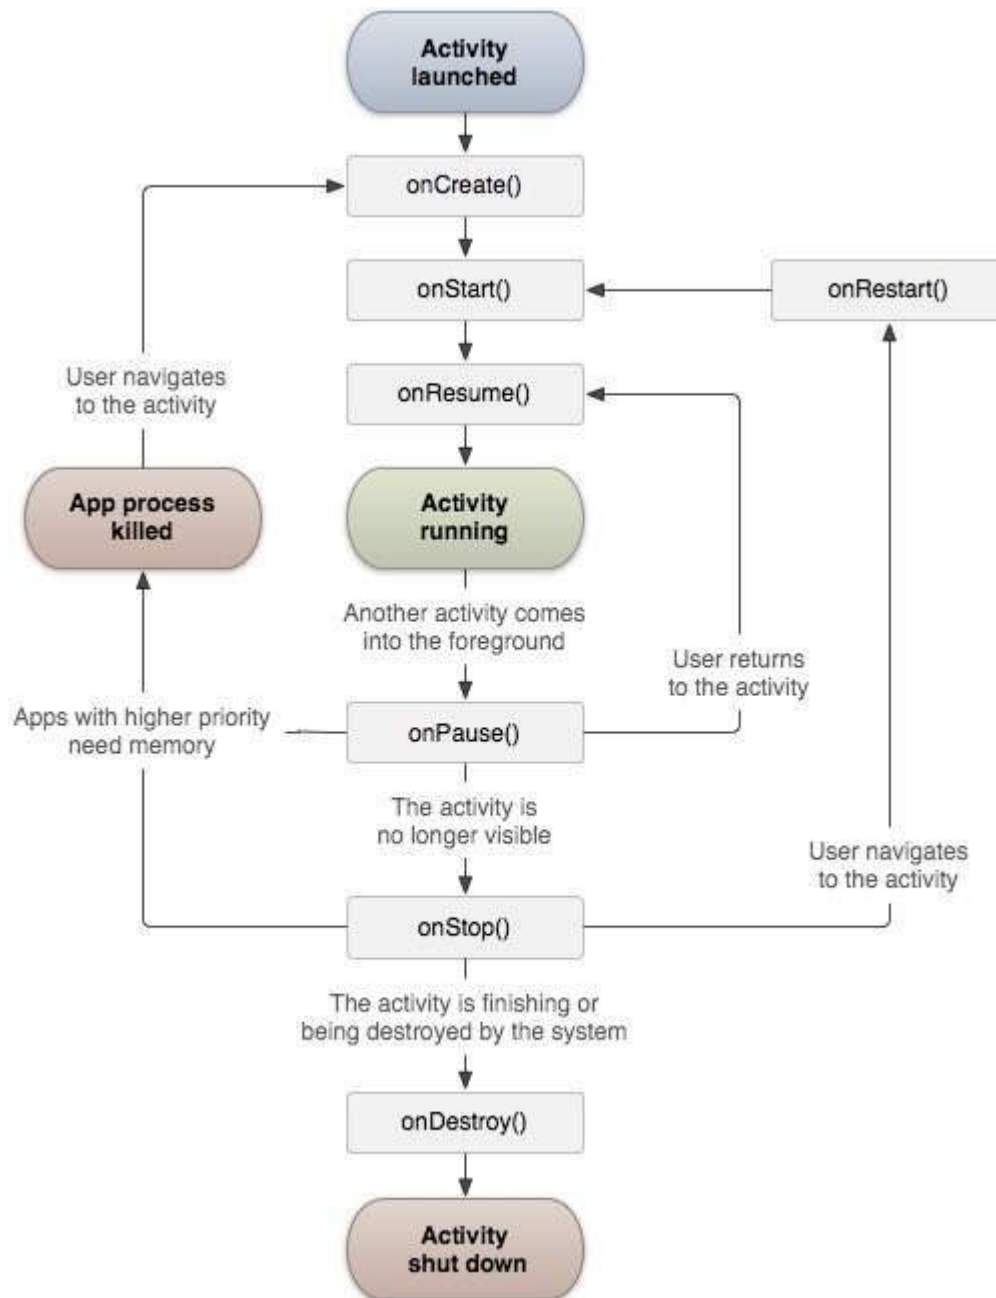 Activity
launched
onCreate()
onStart()
onRestart()
User navigates
to the activity
onResume()
App process
killed
Activity
running
Another activity comes
into the foreground
User returns
to the activity
Apps with higher priority
need memory
onPause()
The activity is
no longer visible
User navigates
to the activity
onStop()
The activity is finishing or
being destroyed by the system
onDestroy()
Activity
shut down